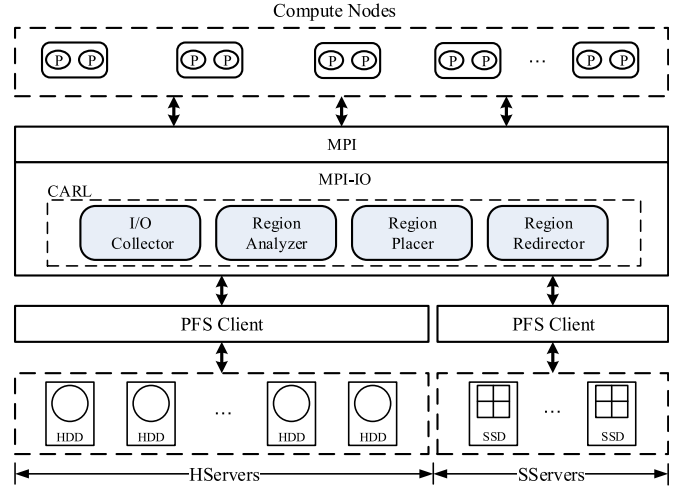 Compute Nodes
P P P P P P P P ... P P
MPI
MPI-IO
CARL
I/O Collector
Region Analyzer
Region Placer
Region Redirector
PFS Client
PFS Client
HDD HDD ... HDD HDD
SSD ... SSD
HServers
SServers